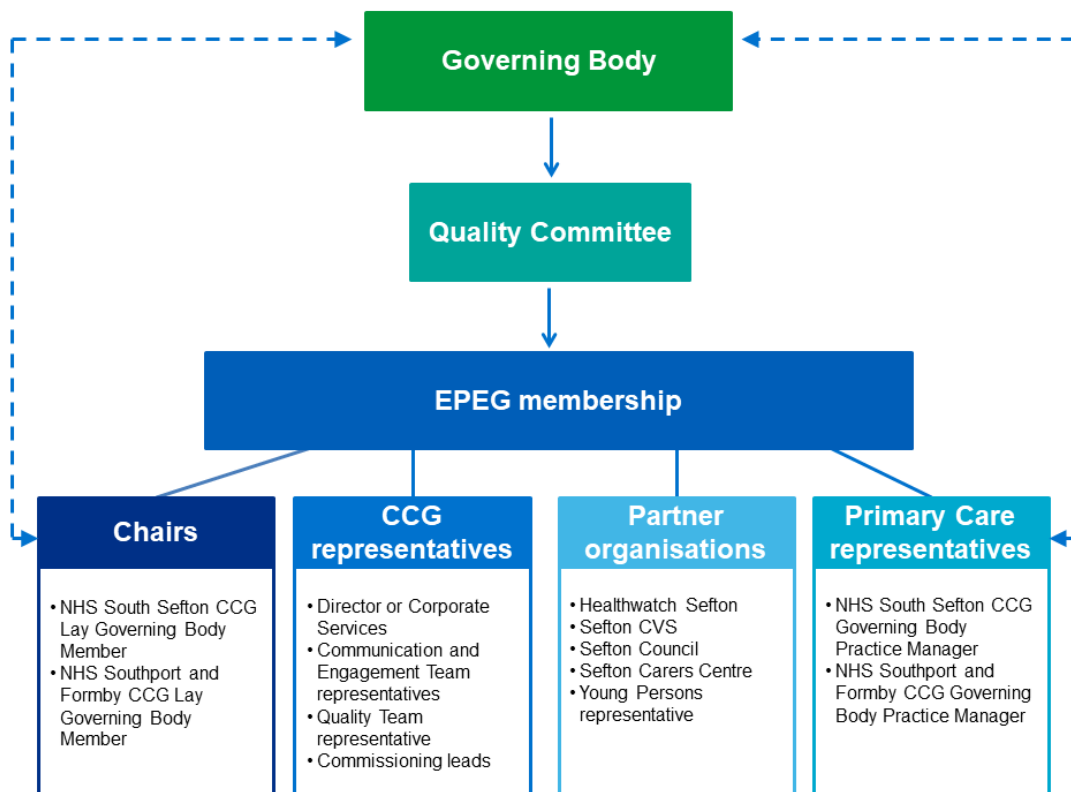 Governing Body
Quality Committee
EPEG membership
Chairs
• NHS South Sefton CCG
Lay Governing Body
Member
• NHS Southport and
Formby CCG Lay
Governing Body
Member
CCG
representatives
• Director or Corporate
Services
• Communication and
Engagement Team
representatives
• Quality Team
representative
• Commissioning leads
Partner
organisations
• Healthwatch Sefton
• Sefton CVS
• Sefton Council
• Sefton Carers Centre
• Young Persons
representative
Primary Care
representatives
• NHS South Sefton CCG
Governing Body
Practice Manager
• NHS Southport and
Formby CCG Governing
Body Practice Manager